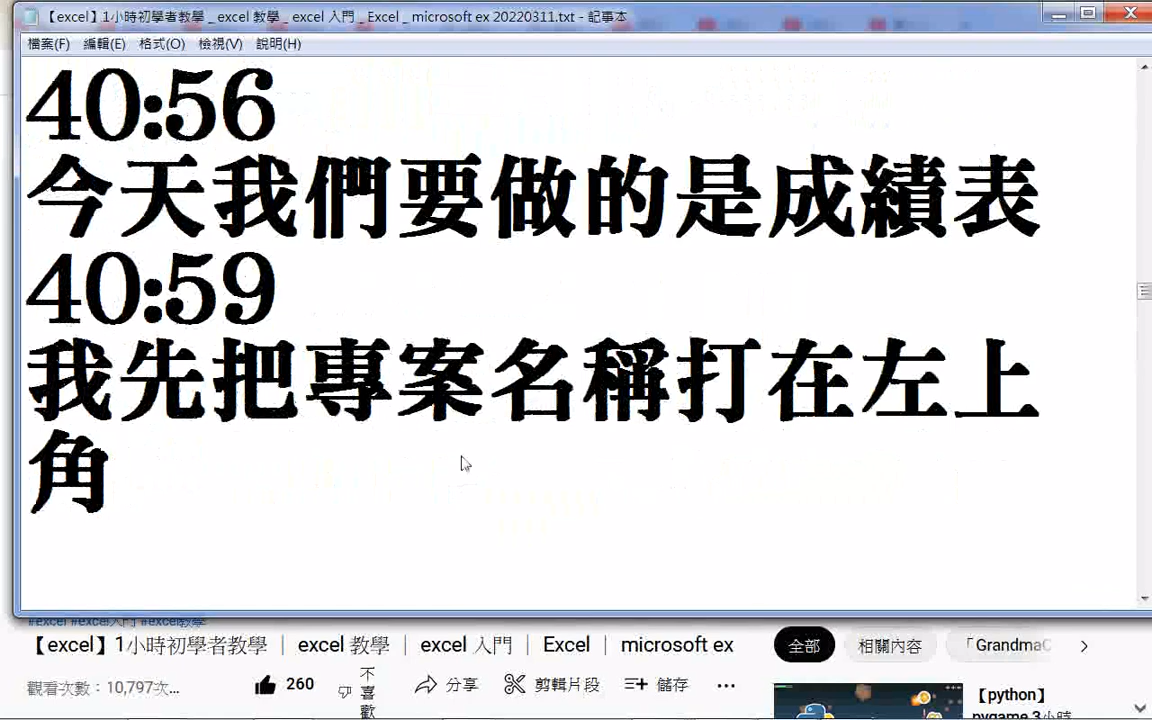 【excel】1小時初學者教學 _ excel 教學 _ excel 入門 _ Excel _ microsoft ex 20220311.txt - 記事本
檔案(F) 編輯(E) 格式(O) 檢視(V) 說明(H)
40:56
今天我們要做的是成績表
40:59
我先把專案名稱打在左上
角
#excel #excel入門 #excel教學
【excel】1小時初學者教學 | excel 教學 | excel 入門 | Excel | microsoft ex
觀看次數：10,797次...
260
不喜歡
分享
剪輯片段
儲存
全部
相關內容
「GrandmaC
【python】
pygame 3小時